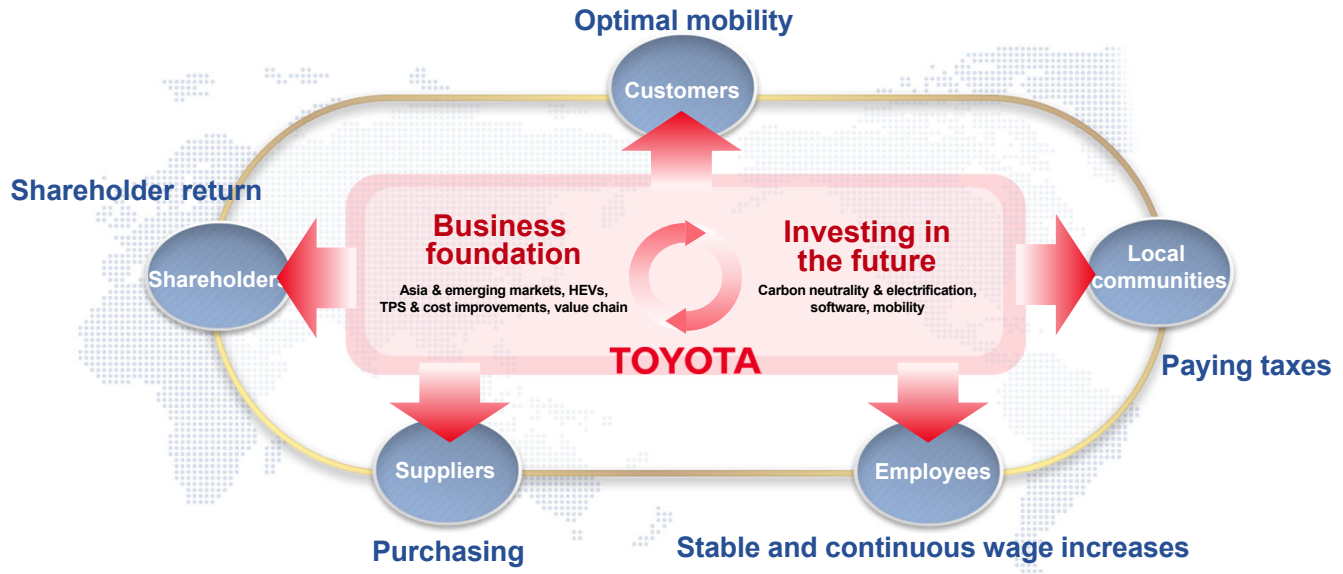 Optimal mobility
Customers
Shareholder return
Shareholders
Business
foundation
Asia & emerging markets, HEVs,
TPS & cost improvements, value chain
Investing in
the future
Carbon neutrality & electrification,
software, mobility
Local
communities
TOYOTA
Paying taxes
Suppliers
Employees
Purchasing
Stable and continuous wage increases